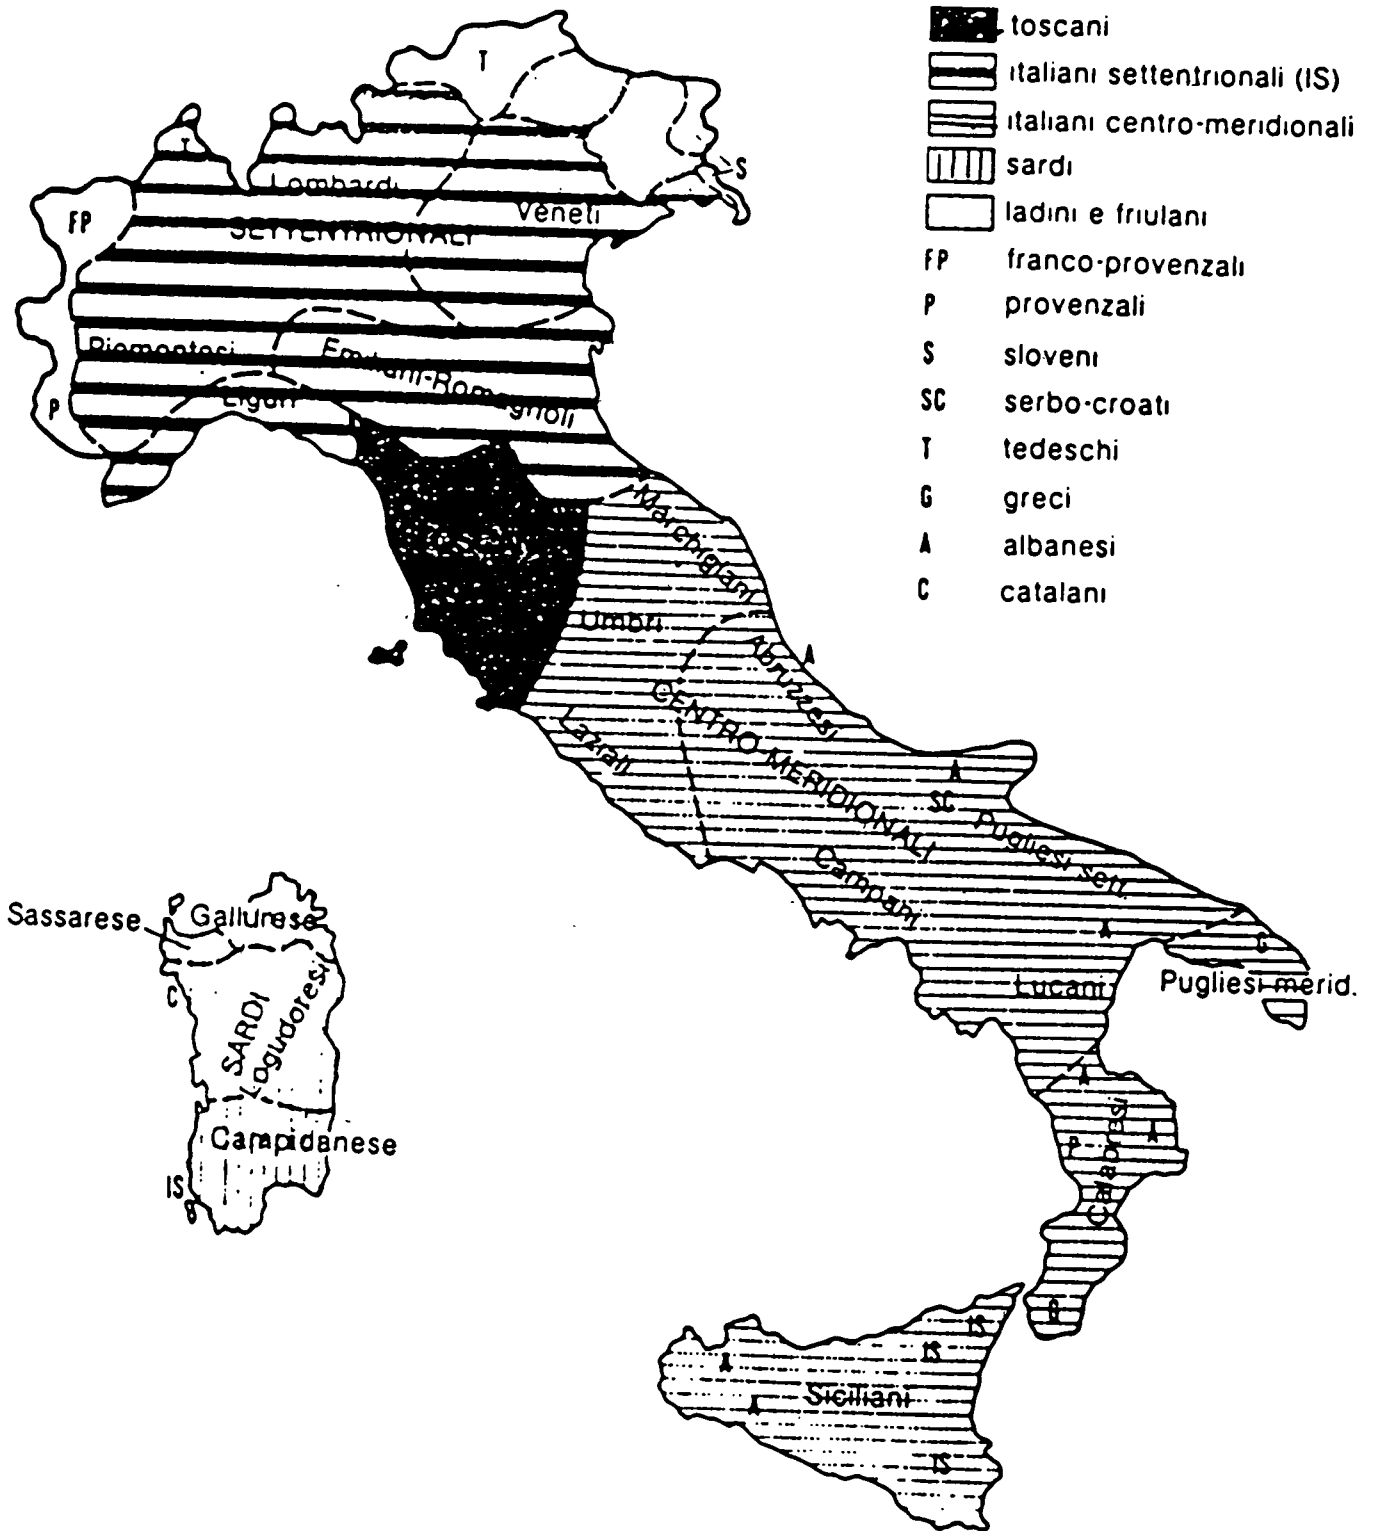 toscani
italiani settentrionali (IS)
italiani centro-meridionali
sardi
ladini e friulani
FP franco-provenzali
P provenzali
S sloveni
SC serbo-croati
T tedeschi
G greci
A albanesi
C catalani
T
T
S
Lombardi
FP
Veneti
SETTENTRIONALI
Piemontesi
Emiliani-Romagnoli
P
Liguri
Marchigiani
Umbri
Abruzzesi
A
CENTRO-MERIDIONALI
Laziali
A
SC
Pugliesi sett.
Campani
A
G
Lucani
Pugliesi merid.
Sassarese
Gallurese
C
SARDI
Logudoresi
Campidanese
IS
A
Calabresi
P
A
G
IS
IS
A
Siciliani
A
IS